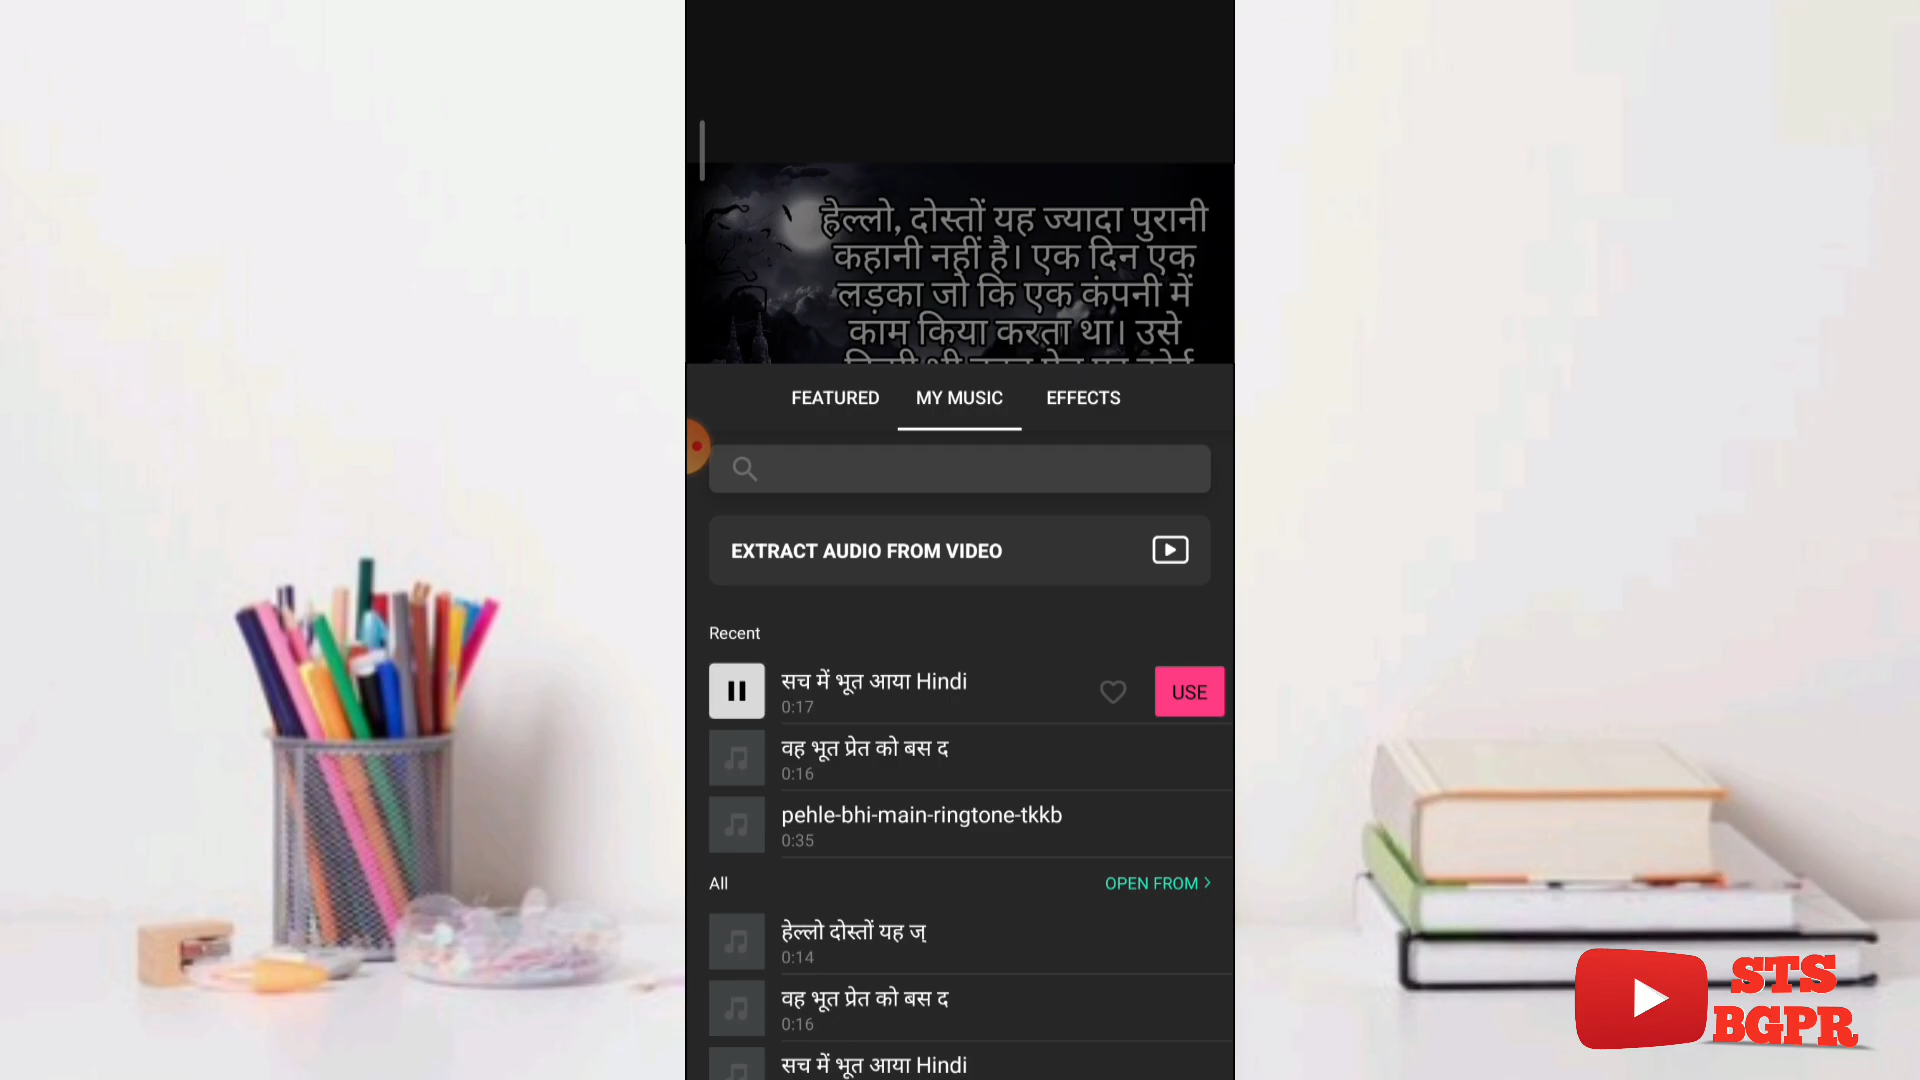 हेल्लो, दोस्तों यह ज्यादा पुरानी
कहानी नहीं है। एक दिन एक
लड़का जो कि एक कंपनी में
काम किया करता था। उसे
FEATURED MY MUSIC EFFECTS
EXTRACT AUDIO FROM VIDEO
Recent
सच में भूत आया Hindi
0:17
USE
वह भूत प्रेत को बस द
0:16
pehle-bhi-main-ringtone-tkkb
0:35
All
OPEN FROM >
हेल्लो दोस्तों यह ज्
0:14
वह भूत प्रेत को बस द
0:16
सच में भूत आया Hindi
STS
BGPR